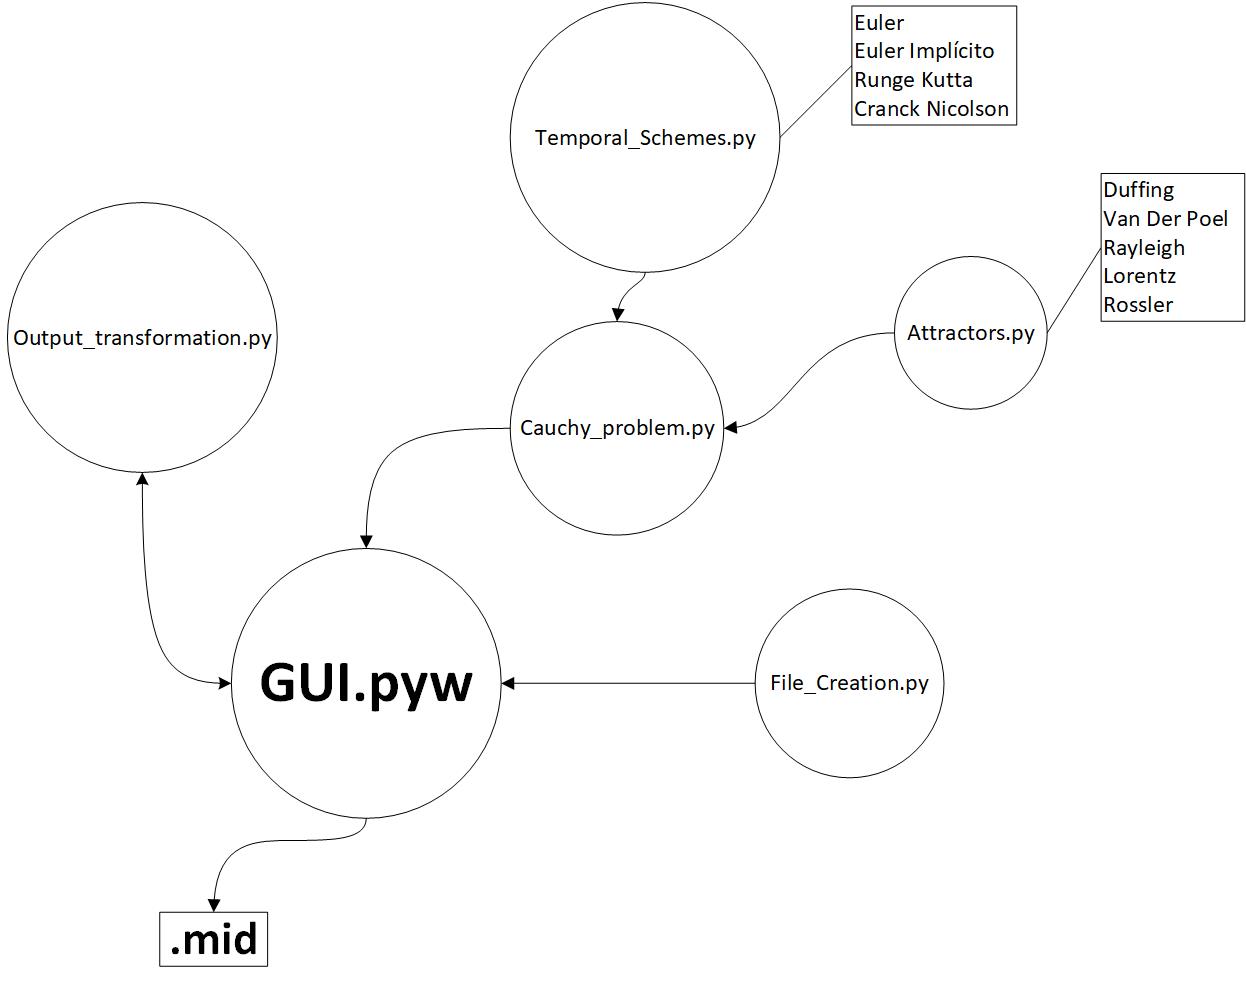 Euler
Euler Implícito
Runge Kutta
Cranck Nicolson
Temporal_Schemes.py
Duffing
Van Der Poel
Rayleigh
Lorentz
Rossler
Output_transformation.py
Attractors.py
Cauchy_problem.py
GUI.pyw
File_Creation.py
.mid